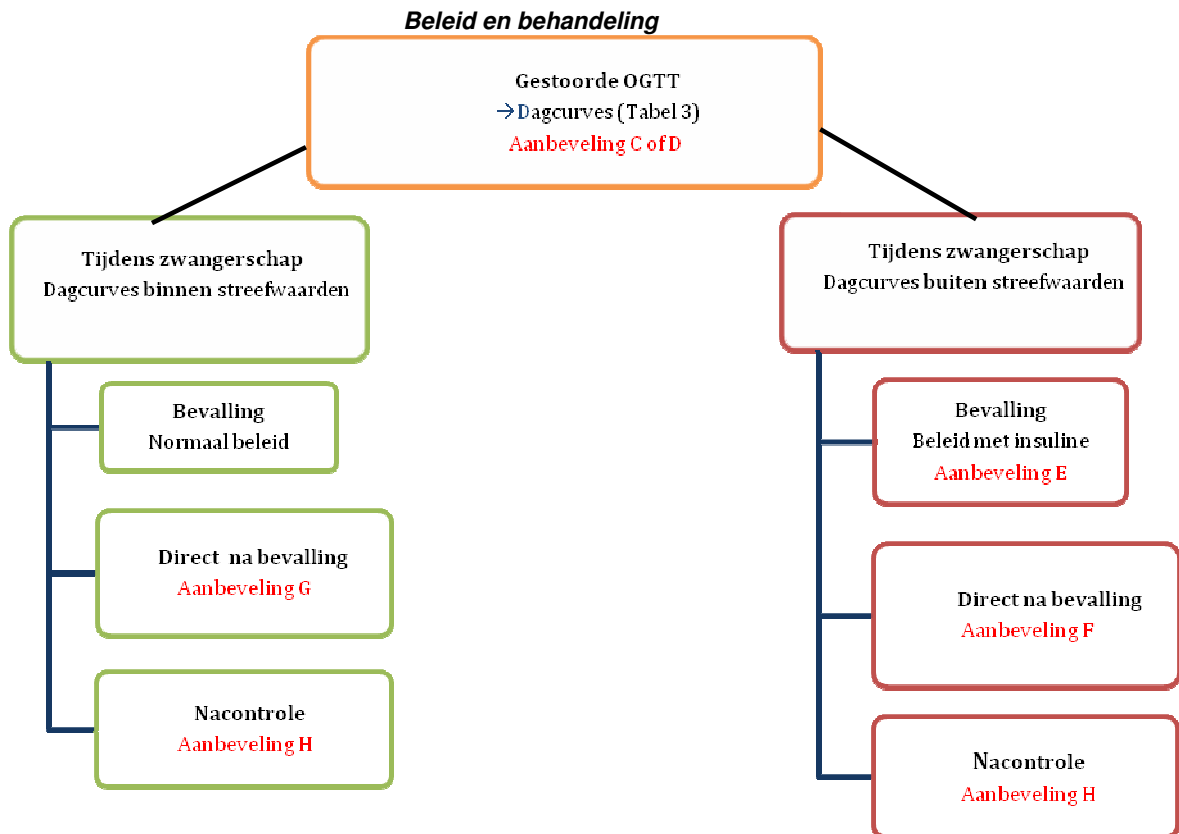 Beleid en behandeling
Gestoorde OGTT
→Dagcurves (Tabel 3)
Aanbeveling C of D
Tijdens zwangerschap
Dagcurves binnen streefwaarden
Bevalling
Normaal beleid
Direct na bevalling
Aanbeveling G
Nacontrole
Aanbeveling H
Tijdens zwangerschap
Dagcurves buiten streefwaarden
Bevalling
Beleid met insuline
Aanbeveling E
Direct na bevalling
Aanbeveling F
Nacontrole
Aanbeveling H